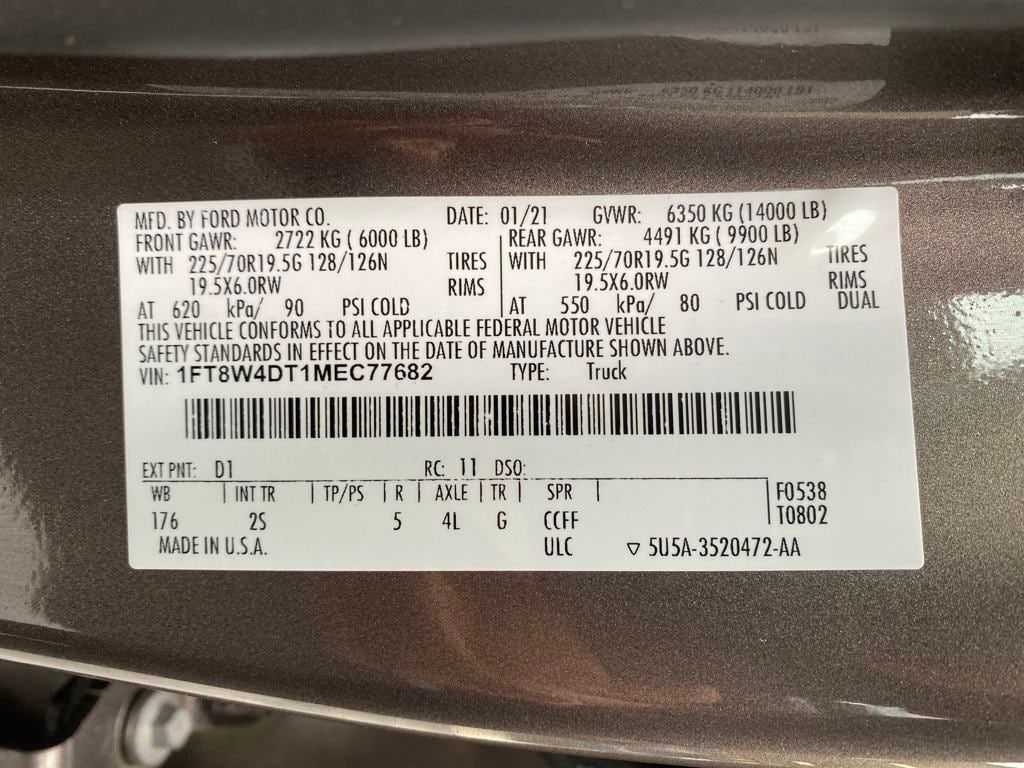 MFD. BY FORD MOTOR CO. DATE: 01/21 GVWR: 6350 KG (14000 LB)
FRONT GAWR: 2722 KG ( 6000 LB) REAR GAWR: 4491 KG ( 9900 LB)
WITH 225/70R19.5G 128/126N TIRES WITH 225/70R19.5G 128/126N TIRES
19.5X6.0RW RIMS 19.5X6.0RW RIMS
AT 620 kPa/ 90 PSI COLD AT 550 kPa/ 80 PSI COLD DUAL
THIS VEHICLE CONFORMS TO ALL APPLICABLE FEDERAL MOTOR VEHICLE
SAFETY STANDARDS IN EFFECT ON THE DATE OF MANUFACTURE SHOWN ABOVE.
VIN: 1FT8W4DT1MEC77682 TYPE: Truck
EXT PNT: D1 RC: 11 DSO:
WB INT TR TP/PS R AXLE TR SPR F0538
176 2S 5 4L G CCFF T0802
MADE IN U.S.A. ULC ▽ 5U5A-3520472-AA